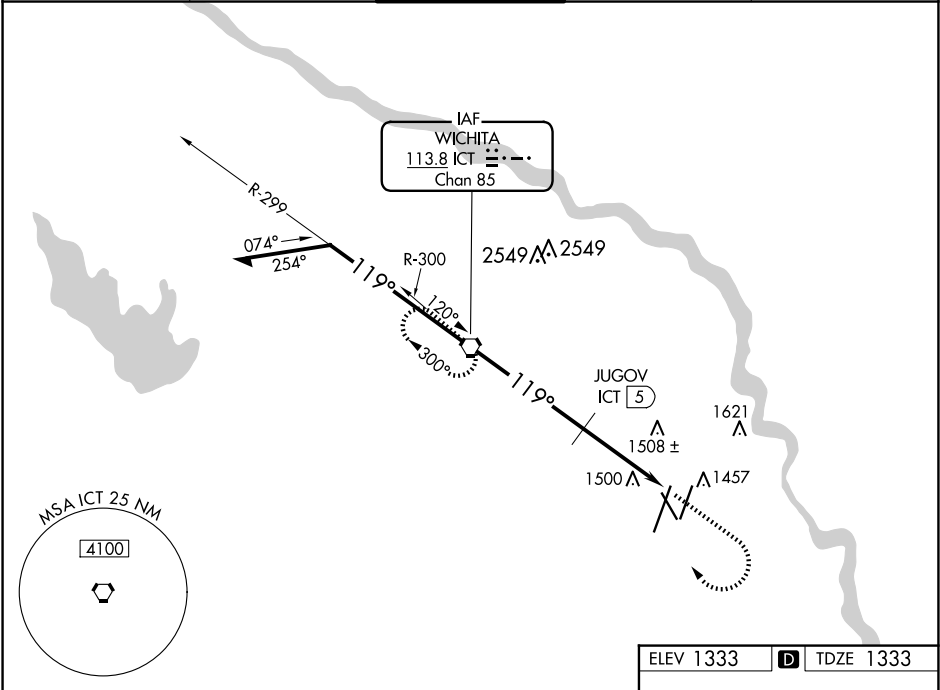 IAF
WICHITA
113.8 ICT
Chan 85
R-299
074°
254°
119°
R-300
120°
300°
2549 2549
119°
JUGOV
ICT 5
1621
1508 ±
1500
1457
MSA ICT 25 NM
4100
ELEV 1333 D TDZE 1333